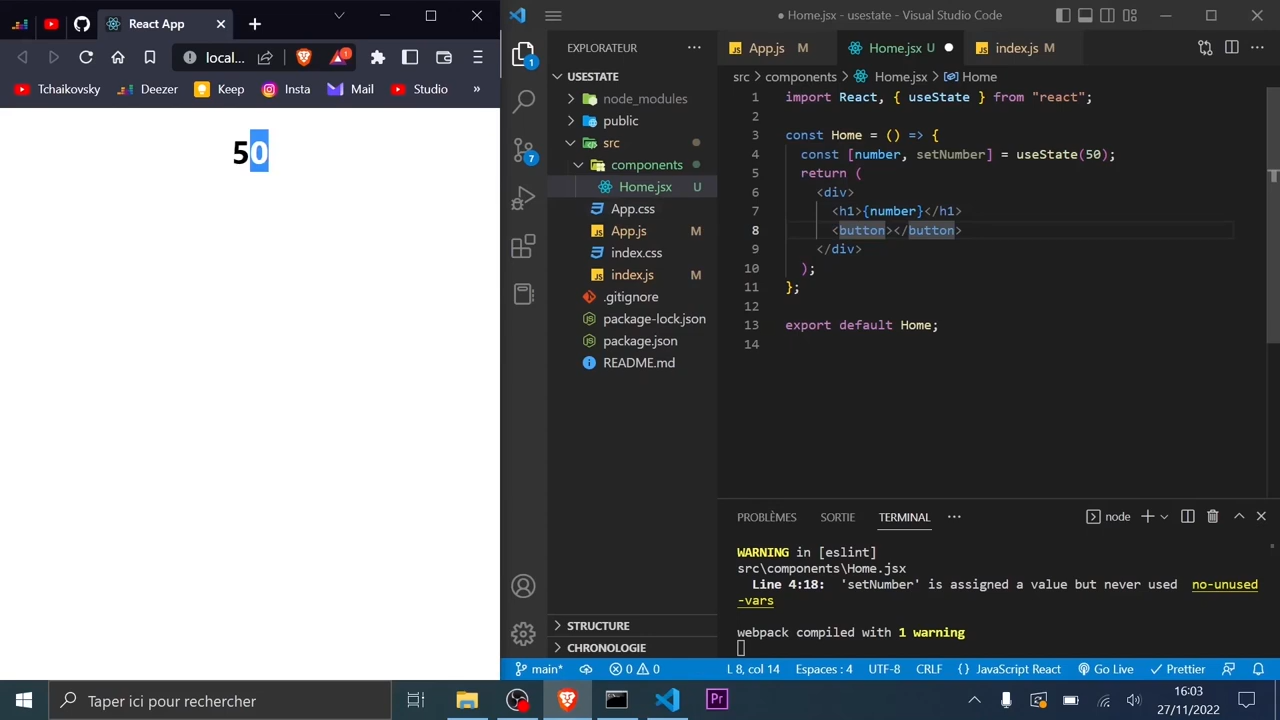 React App
local...
1
Tchaikovsky
Deezer
Keep
Insta
Mail
Studio
»
50
Home.jsx - usestate - Visual Studio Code
EXPLORATEUR
USESTATE
node_modules
public
src
components
Home.jsx U
App.css
App.js M
index.css
index.js M
.gitignore
package-lock.json
package.json
README.md
STRUCTURE
CHRONOLOGIE
1
7
App.js M
Home.jsx U
index.js M
src > components > Home.jsx > Home
1 import React, { useState } from "react";
2
3 const Home = () => {
4 const [number, setNumber] = useState(50);
5 return (
6 <div>
7 <h1>{number}</h1>
8 <button></button>
9 </div>
10 );
11 };
12
13 export default Home;
14
PROBLÈMES SORTIE TERMINAL
node
WARNING in [eslint]
src\components\Home.jsx
Line 4:18: 'setNumber' is assigned a value but never used no-unused
-vars
webpack compiled with 1 warning
main* 0 0 L 8, col 14 Espaces : 4 UTF-8 CRLF {} JavaScript React Go Live Prettier
Taper ici pour rechercher
Pr
16:03
27/11/2022